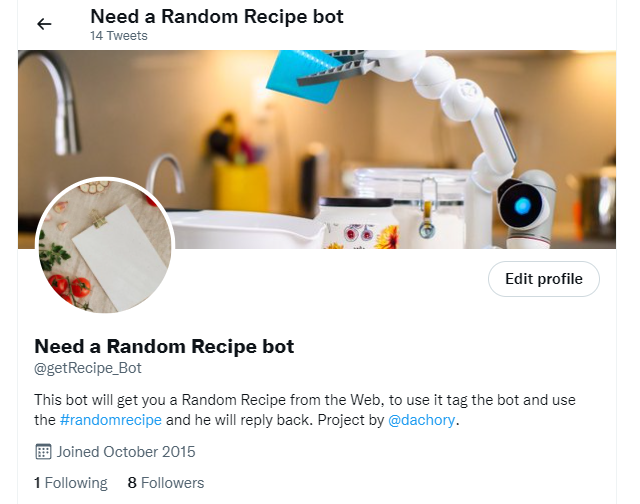 Need a Random Recipe bot
14 Tweets
Edit profile
Need a Random Recipe bot
@getRecipe_Bot
This bot will get you a Random Recipe from the Web, to use it tag the bot and use
the #randomrecipe and he will reply back. Project by @dachory.
Joined October 2015
1 Following 8 Followers